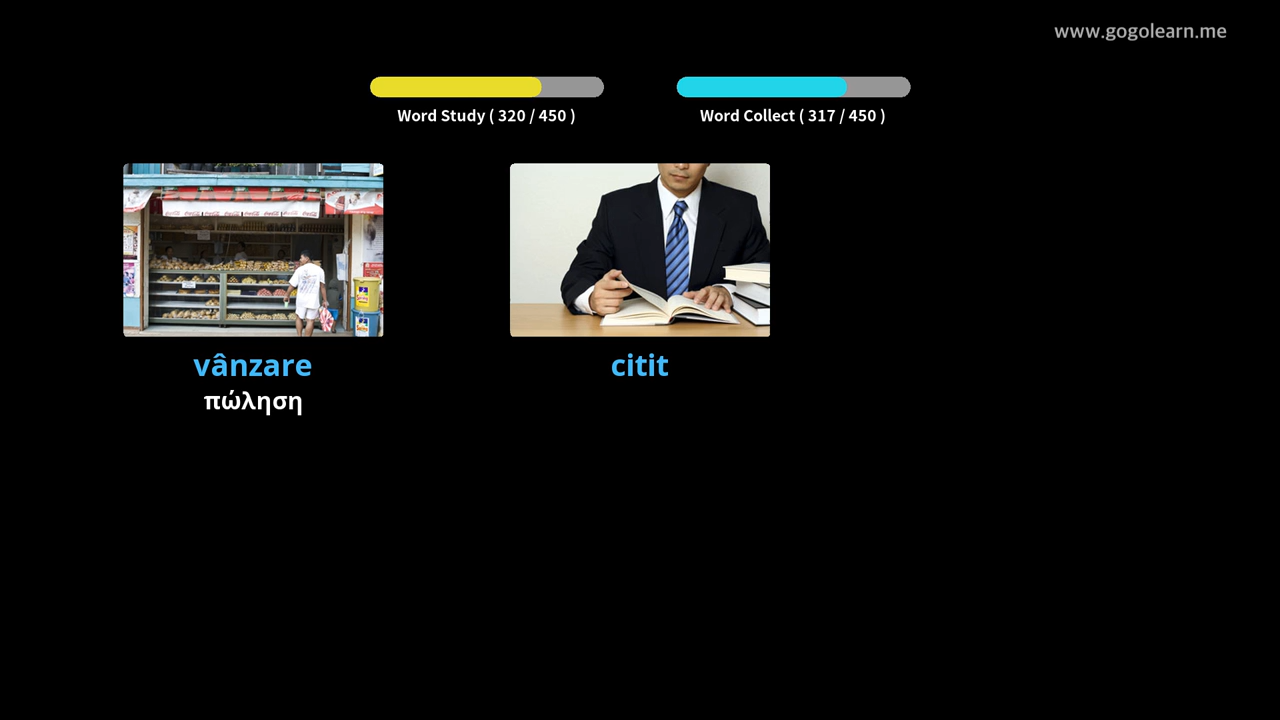 www.gogolearn.me
Word Study ( 320 / 450 )
Word Collect ( 317 / 450 )
vânzare
citit
πώληση